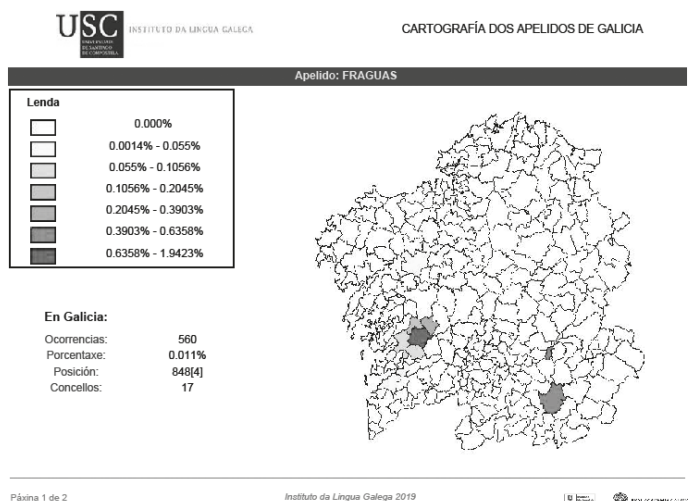 USC INSTITUTO DA LINGUA GALEGA
CARTOGRAFÍA DOS APELIDOS DE GALICIA
Apelido: FRAGUAS
Lenda
0.000%
0.0014% - 0.055%
0.055% - 0.1056%
0.1056% - 0.2045%
0.2045% - 0.3903%
0.3903% - 0.6358%
0.6358% - 1.9423%
En Galicia:
Ocorrencias: 560
Porcentaxe: 0.011%
Posición: 848[4]
Concellos: 17
Páxina 1 de 2
Instituto da Lingua Galega 2019